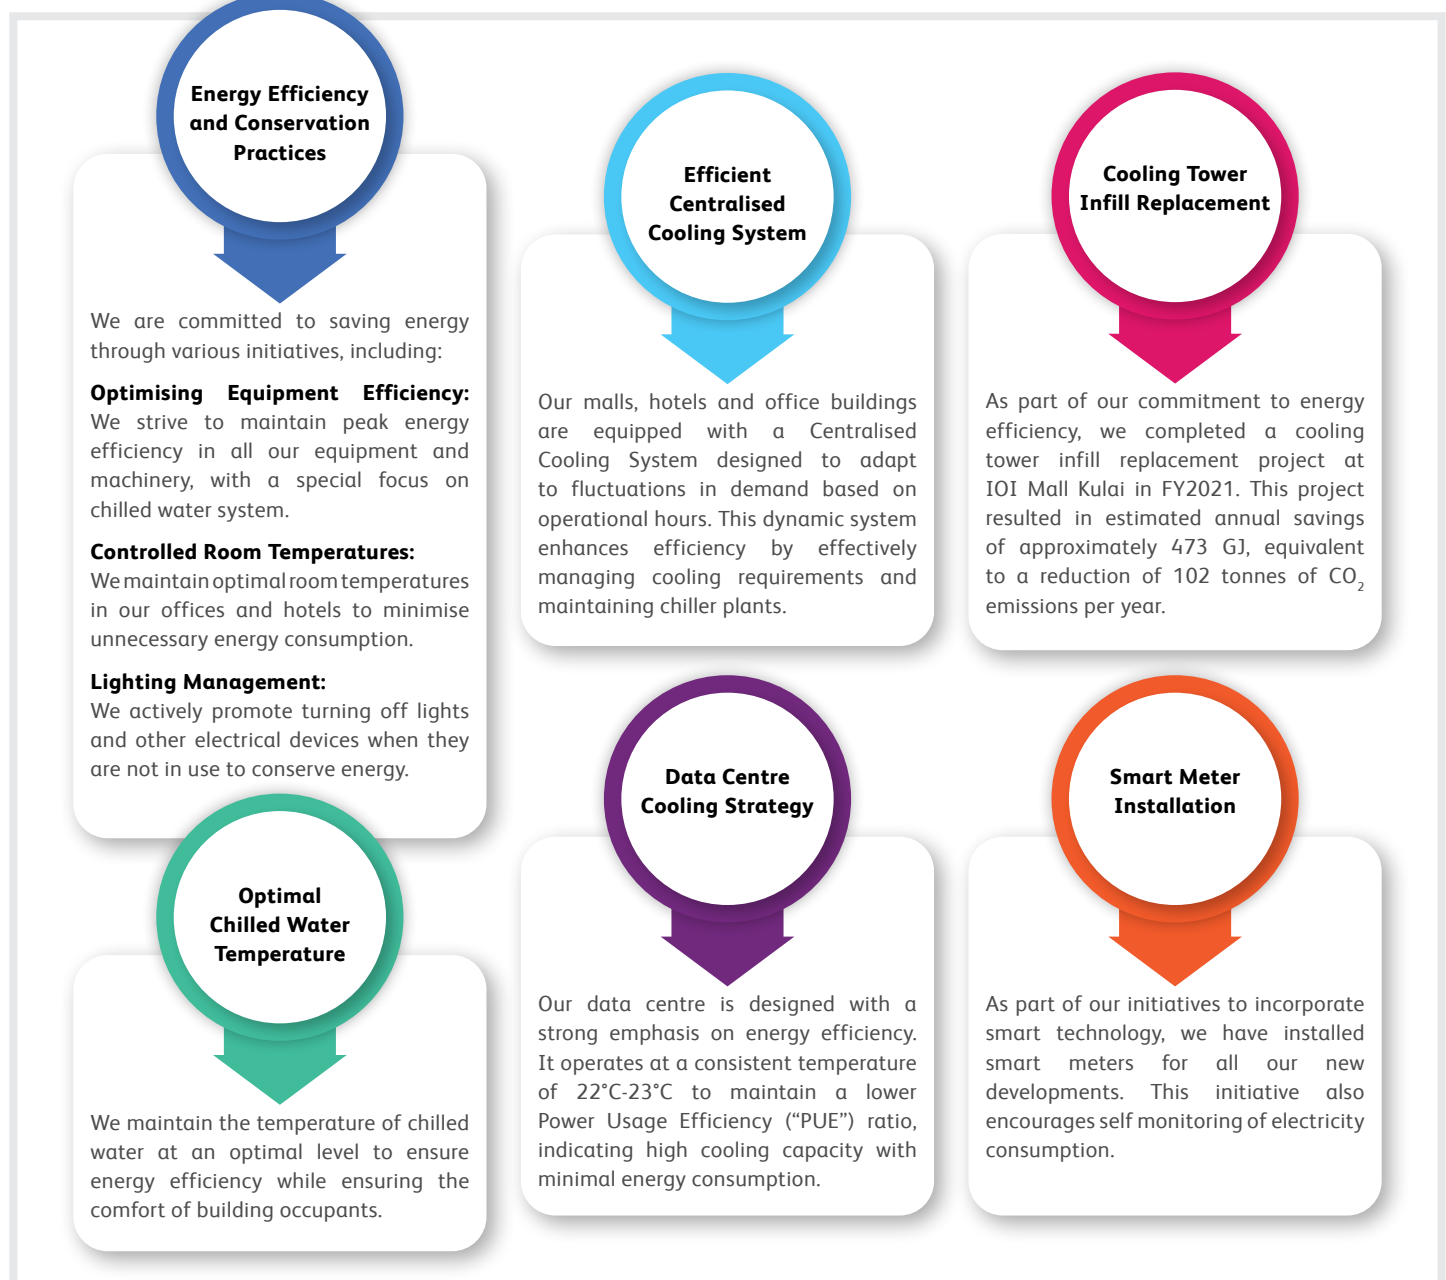 Energy Efficiency
and Conservation
Practices
We are committed to saving energy
through various initiatives, including:
Optimising Equipment Efficiency:
We strive to maintain peak energy
efficiency in all our equipment and
machinery, with a special focus on
chilled water system.
Controlled Room Temperatures:
We maintain optimal room temperatures
in our offices and hotels to minimise
unnecessary energy consumption.
Lighting Management:
We actively promote turning off lights
and other electrical devices when they
are not in use to conserve energy.
Efficient
Centralised
Cooling System
Our malls, hotels and office buildings
are equipped with a Centralised
Cooling System designed to adapt
to fluctuations in demand based on
operational hours. This dynamic system
enhances efficiency by effectively
managing cooling requirements and
maintaining chiller plants.
Cooling Tower
Infill Replacement
As part of our commitment to energy
efficiency, we completed a cooling
tower infill replacement project at
IOI Mall Kulai in FY2021. This project
resulted in estimated annual savings
of approximately 473 GJ, equivalent
to a reduction of 102 tonnes of CO₂
emissions per year.
Optimal
Chilled Water
Temperature
We maintain the temperature of chilled
water at an optimal level to ensure
energy efficiency while ensuring the
comfort of building occupants.
Data Centre
Cooling Strategy
Our data centre is designed with a
strong emphasis on energy efficiency.
It operates at a consistent temperature
of 22°C-23°C to maintain a lower
Power Usage Efficiency (“PUE”) ratio,
indicating high cooling capacity with
minimal energy consumption.
Smart Meter
Installation
As part of our initiatives to incorporate
smart technology, we have installed
smart meters for all our new
developments. This initiative also
encourages self monitoring of electricity
consumption.